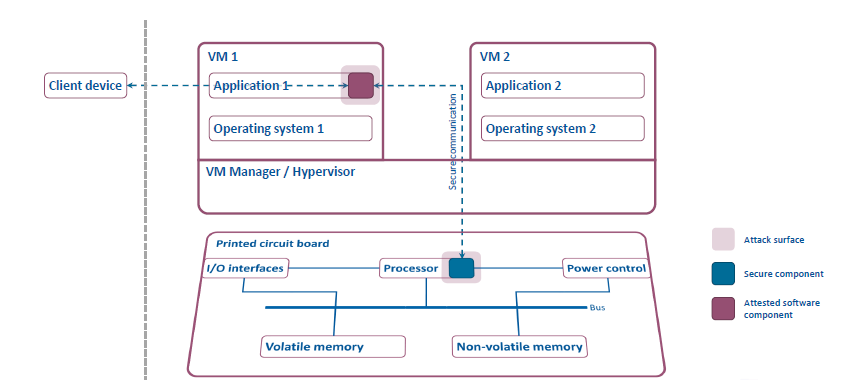 VM 1
VM 2
Client device
Application 1
Application 2
Operating system 1
Operating system 2
Secure communication
VM Manager / Hypervisor
Printed circuit board
I/O interfaces
Processor
Power control
Bus
Volatile memory
Non-volatile memory
Attack surface
Secure component
Attested software
component